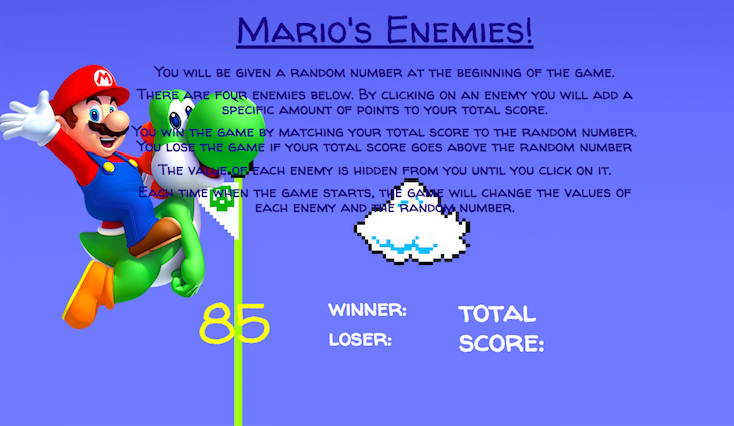 Mario's Enemies!
You will be given a random number at the beginning of the game.
There are four enemies below. By clicking on an enemy you will add a
specific amount of points to your total score.
You win the game by matching your total score to the random number.
You lose the game if your total score goes above the random number
The value of each enemy is hidden from you until you click on it.
Each time when the game starts, the game will change the values of
each enemy and the random number.
M
85
WINNER:
LOSER:
TOTAL
SCORE: